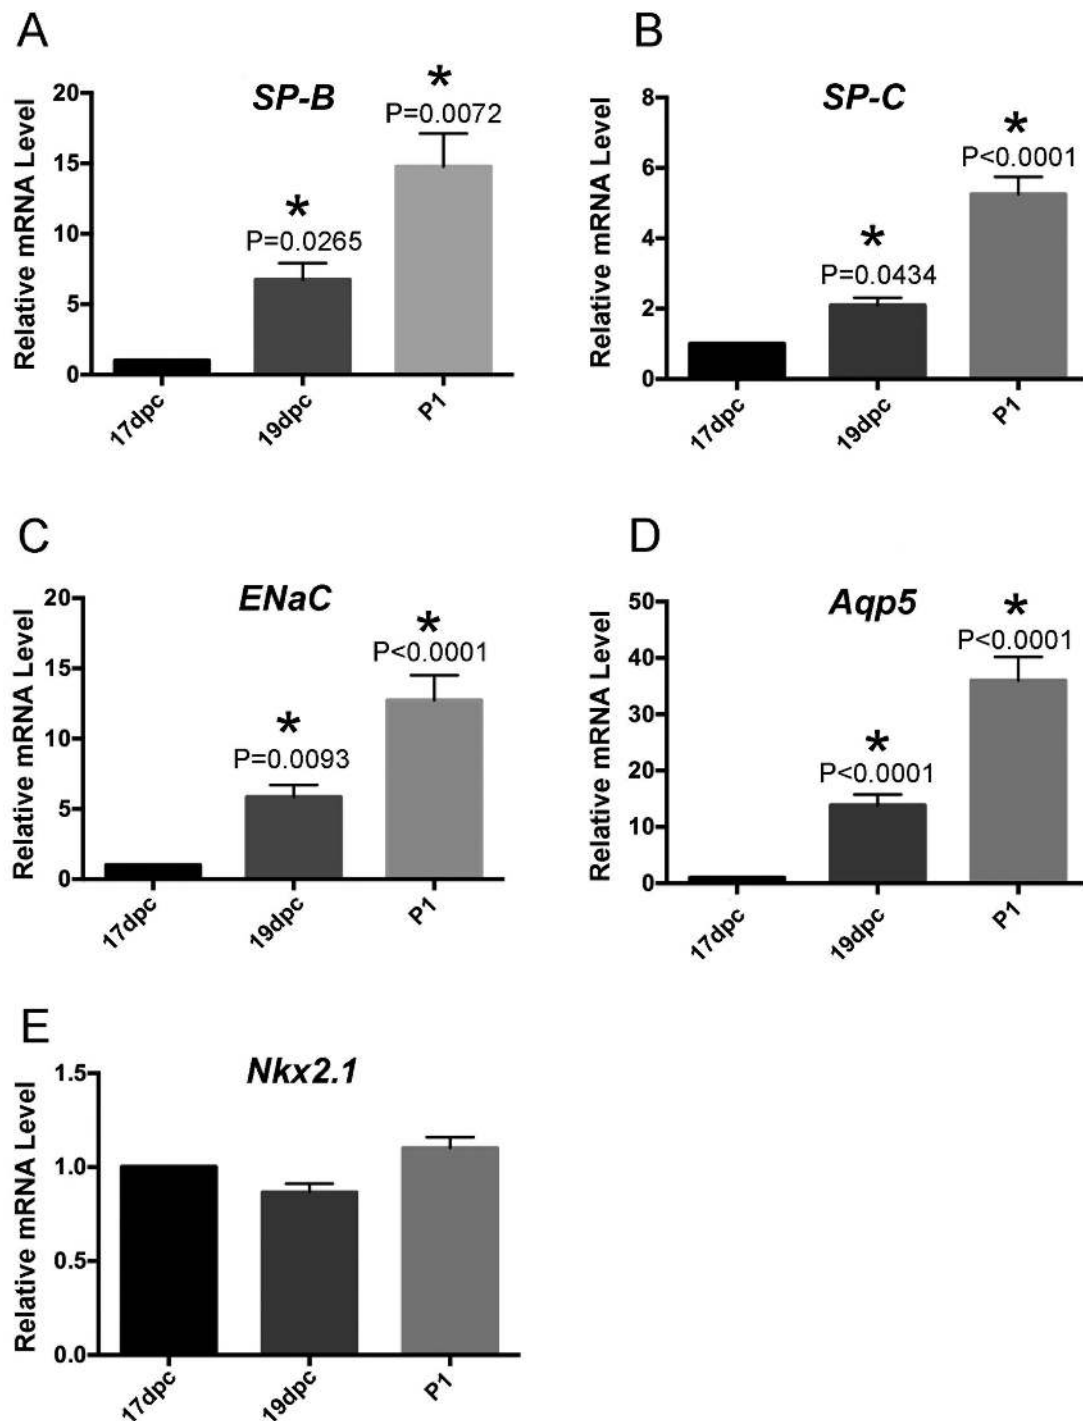 A
SP-B
Relative mRNA Level
20
15
10
5
0
*
P=0.0265
*
P=0.0072
17dpc
19dpc
P1
B
SP-C
Relative mRNA Level
8
6
4
2
0
*
P=0.0434
*
P<0.0001
17dpc
19dpc
P1
C
ENaC
Relative mRNA Level
20
15
10
5
0
*
P=0.0093
*
P<0.0001
17dpc
19dpc
P1
D
Aqp5
Relative mRNA Level
50
40
30
20
10
0
*
P<0.0001
*
P<0.0001
17dpc
19dpc
P1
E
Nkx2.1
Relative mRNA Level
1.5
1.0
0.5
0.0
17dpc
19dpc
P1